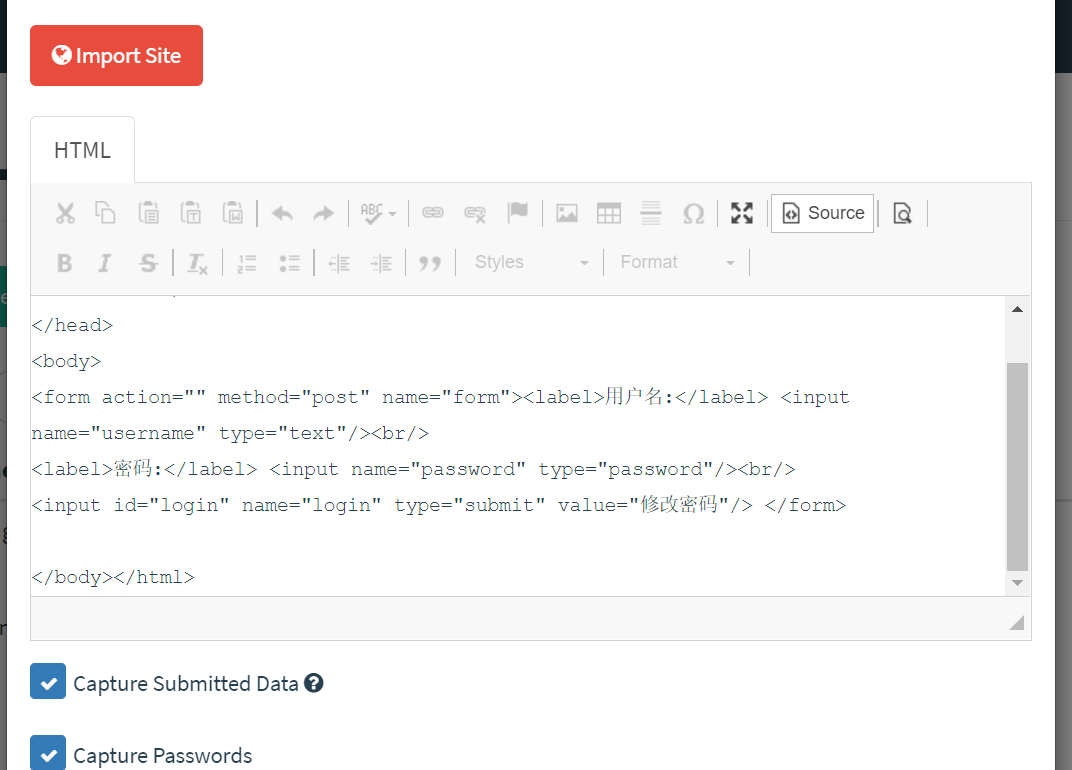 Import Site
HTML
ABC
Source
B I S Tx
Styles Format
</head>
<body>
<form action="" method="post" name="form"><label>用户名:</label> <input
name="username" type="text"/><br/>
<label>密码:</label> <input name="password" type="password"/><br/>
<input id="login" name="login" type="submit" value="修改密码"/> </form>
</body></html>
Capture Submitted Data ?
Capture Passwords